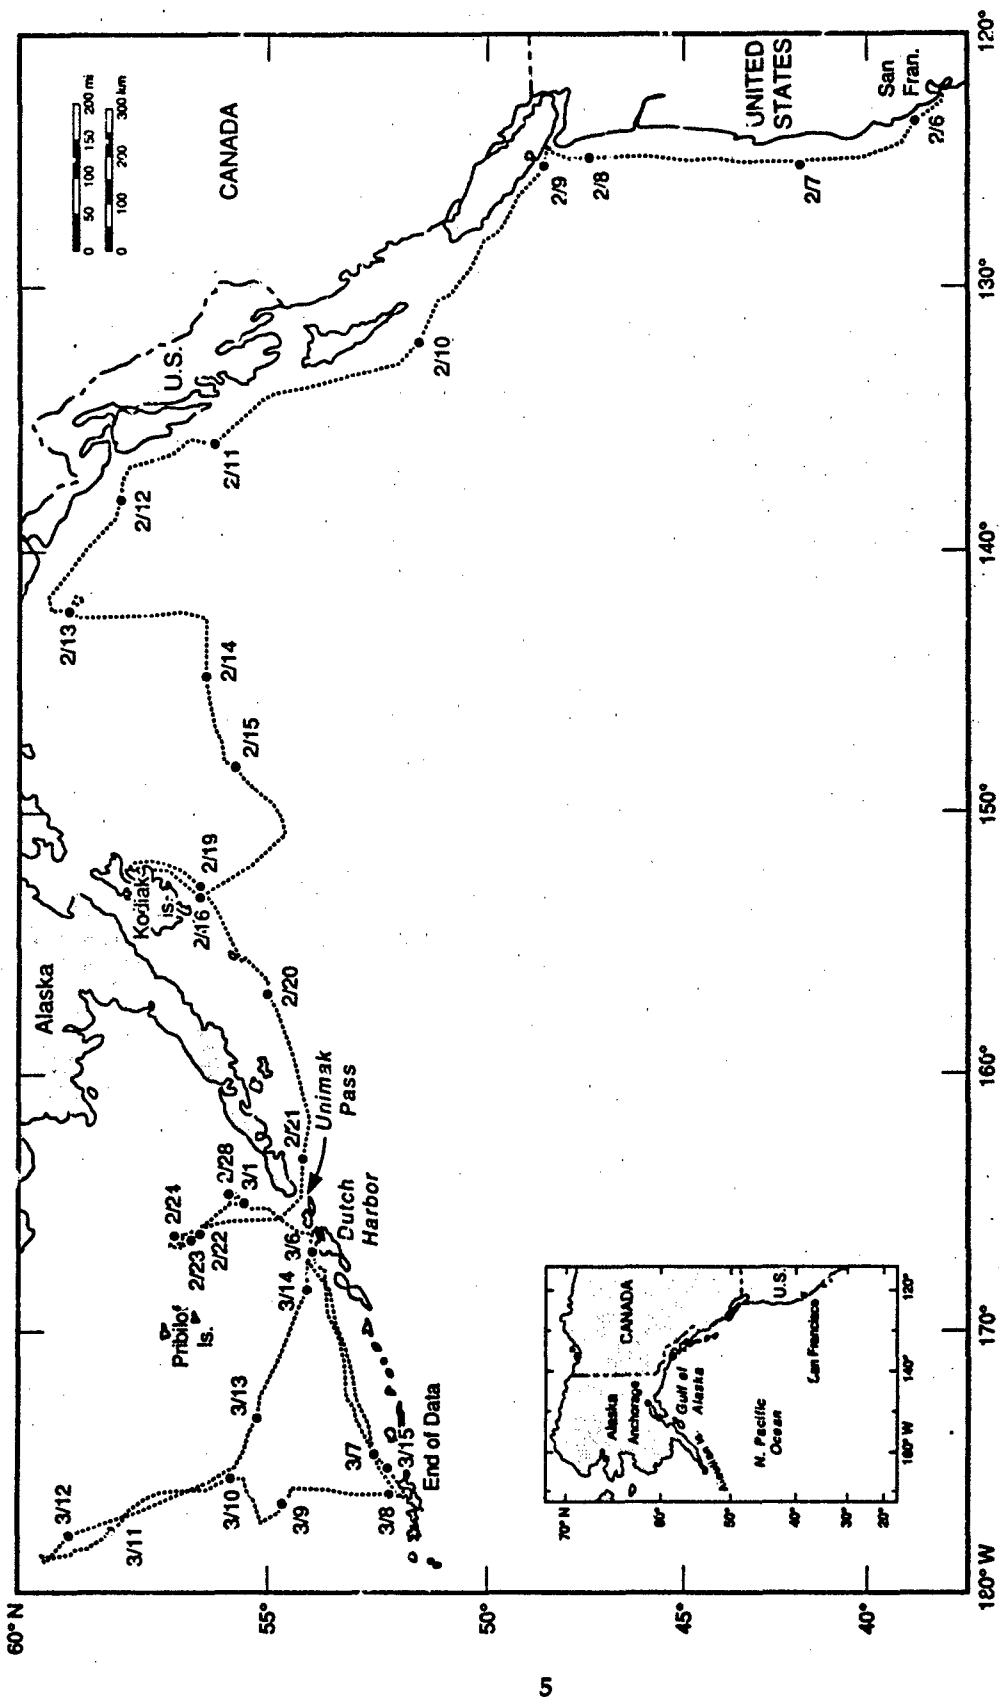 60° N
55°
50°
45°
40°
180° W
170°
160°
150°
140°
130°
120°
0 50 100 150 200 mi
0 100 200 300 km
CANADA
U.S.
UNITED
STATES
San
Fran.
Alaska
Kodiak
Is.
Unimak
Pass
Dutch
Harbor
Pribilof
Is.
End of Data
2/6
2/7
2/8
2/9
2/10
2/11
2/12
2/13
2/14
2/15
2/16
2/19
2/20
2/21
2/22
2/23
2/24
2/28
3/1
3/6
3/7
3/8
3/9
3/10
3/11
3/12
3/13
3/14
3/15
70° N
60°
50°
40°
30°
20°
160° W
140°
120°
CANADA
U.S.
Alaska
Anchorage
Gulf of
Alaska
N. Pacific
Ocean
San Francisco
5